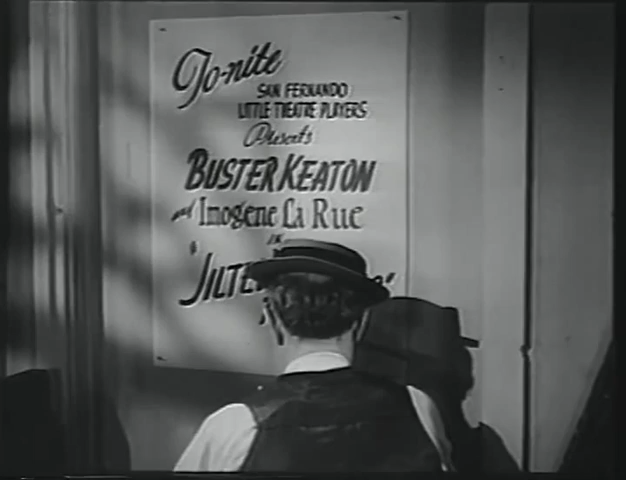 To-nite
SAN FERNANDO
LITTLE THEATRE PLAYERS
Presents
BUSTER KEATON
and Imogene La Rue
in